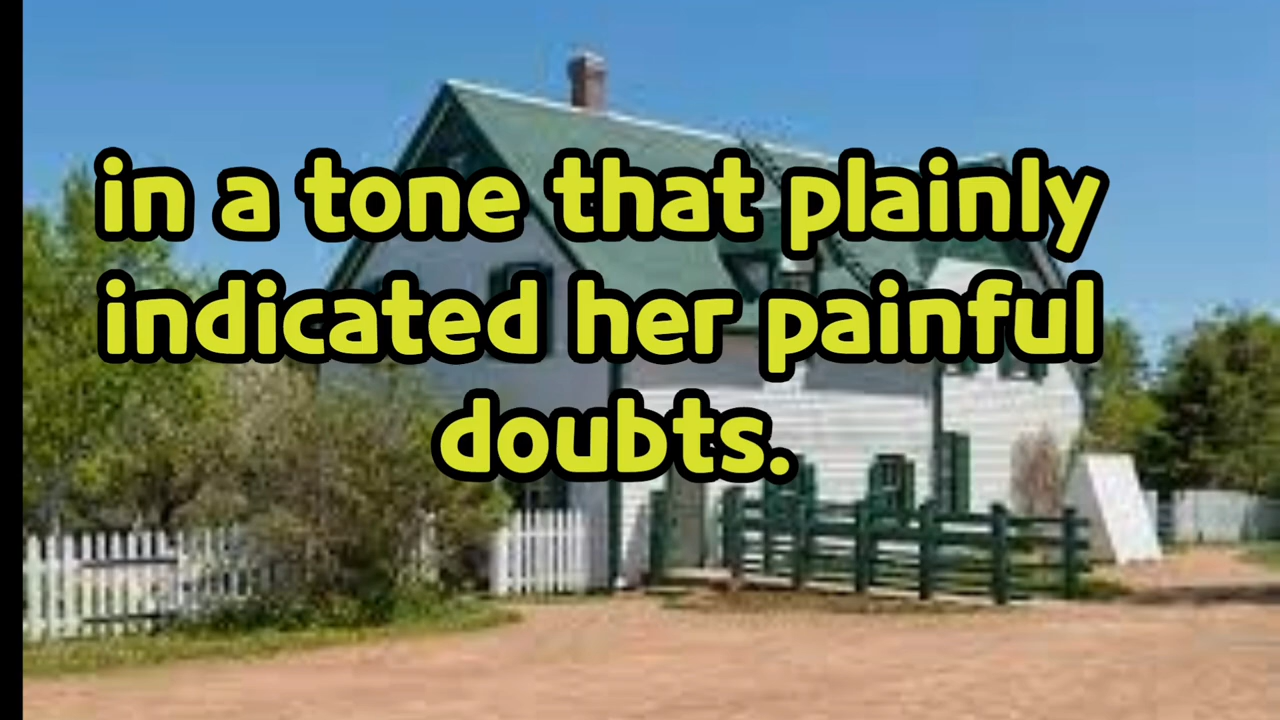 in a tone that plainly
indicated her painful
doubts.